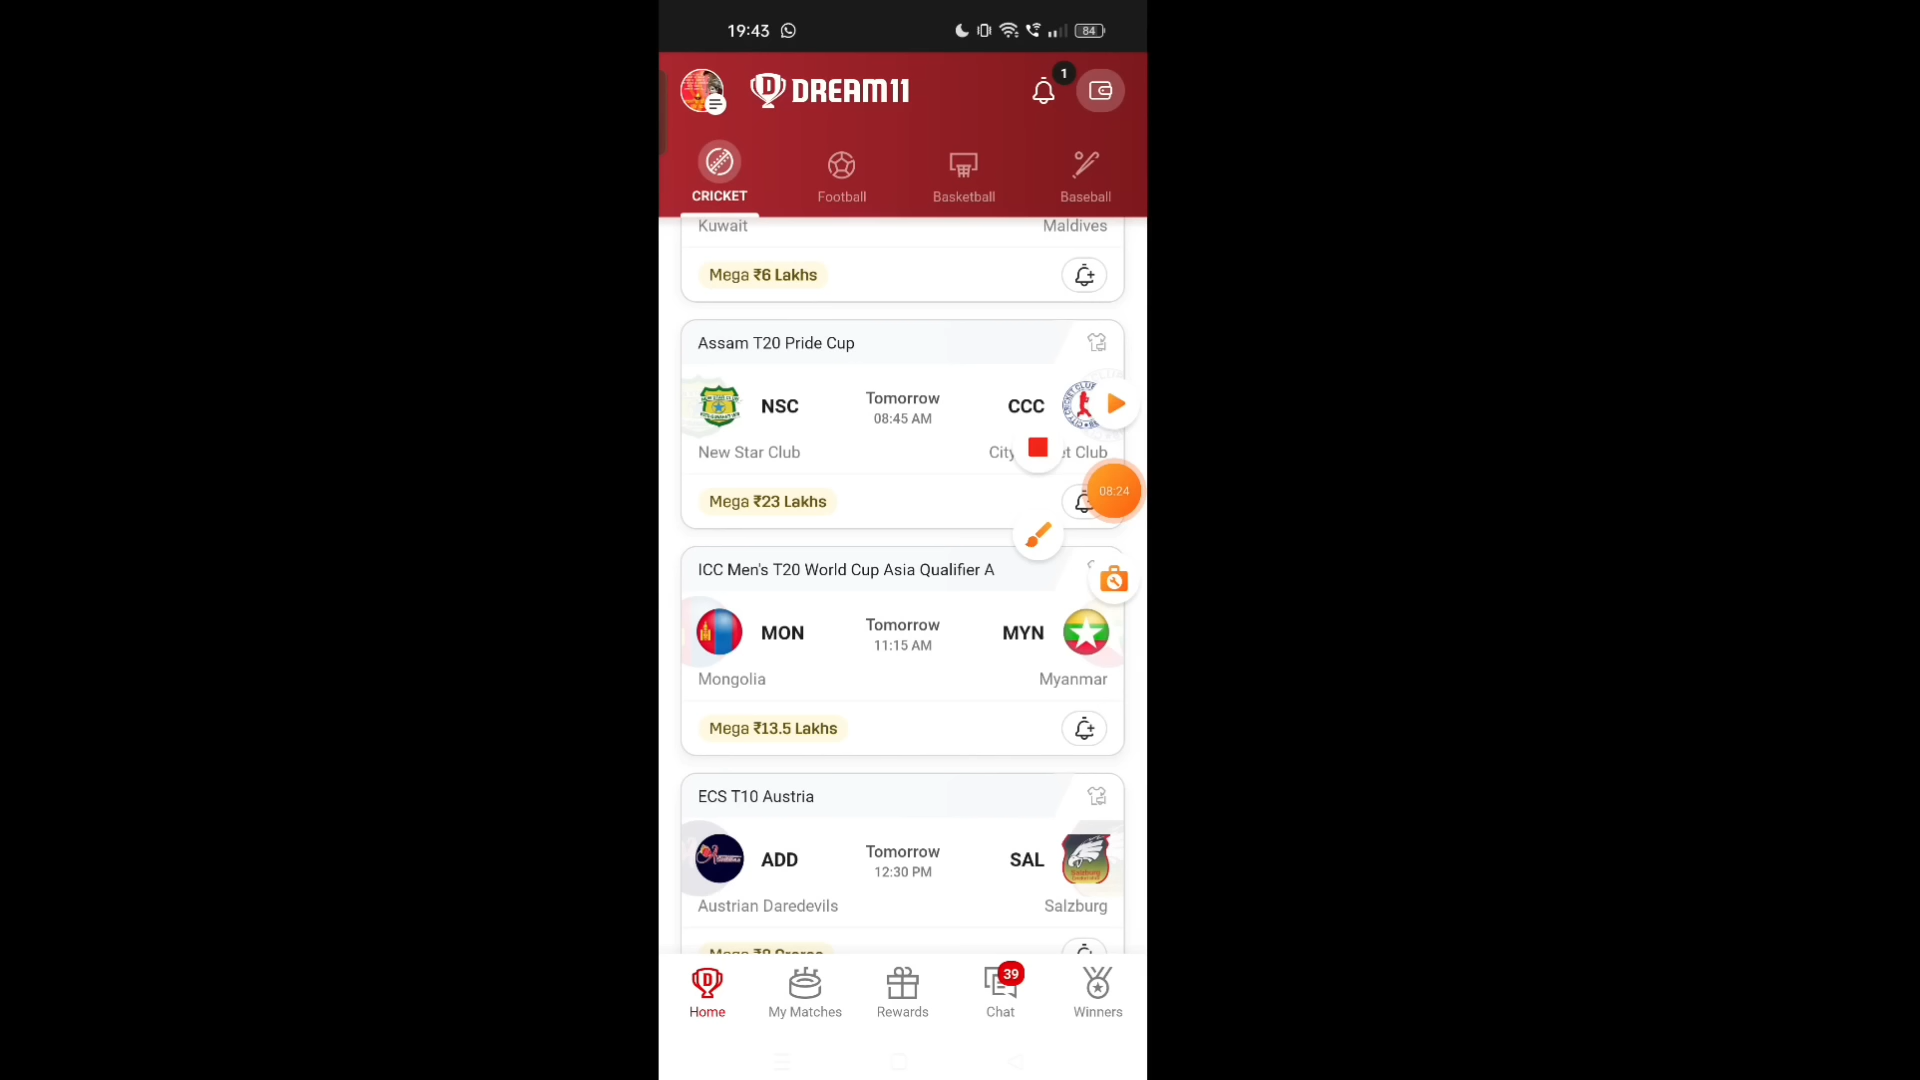 19:43
84
DREAM11
1
CRICKET
Football
Basketball
Baseball
Kuwait
Maldives
Mega ₹6 Lakhs
Assam T20 Pride Cup
NSC
Tomorrow
08:45 AM
CCC
New Star Club
City et Club
Mega ₹23 Lakhs
08:24
ICC Men's T20 World Cup Asia Qualifier A
MON
Tomorrow
11:15 AM
MYN
Mongolia
Myanmar
Mega ₹13.5 Lakhs
ECS T10 Austria
ADD
Tomorrow
12:30 PM
SAL
Austrian Daredevils
Salzburg
Home
My Matches
Rewards
39
Chat
Winners